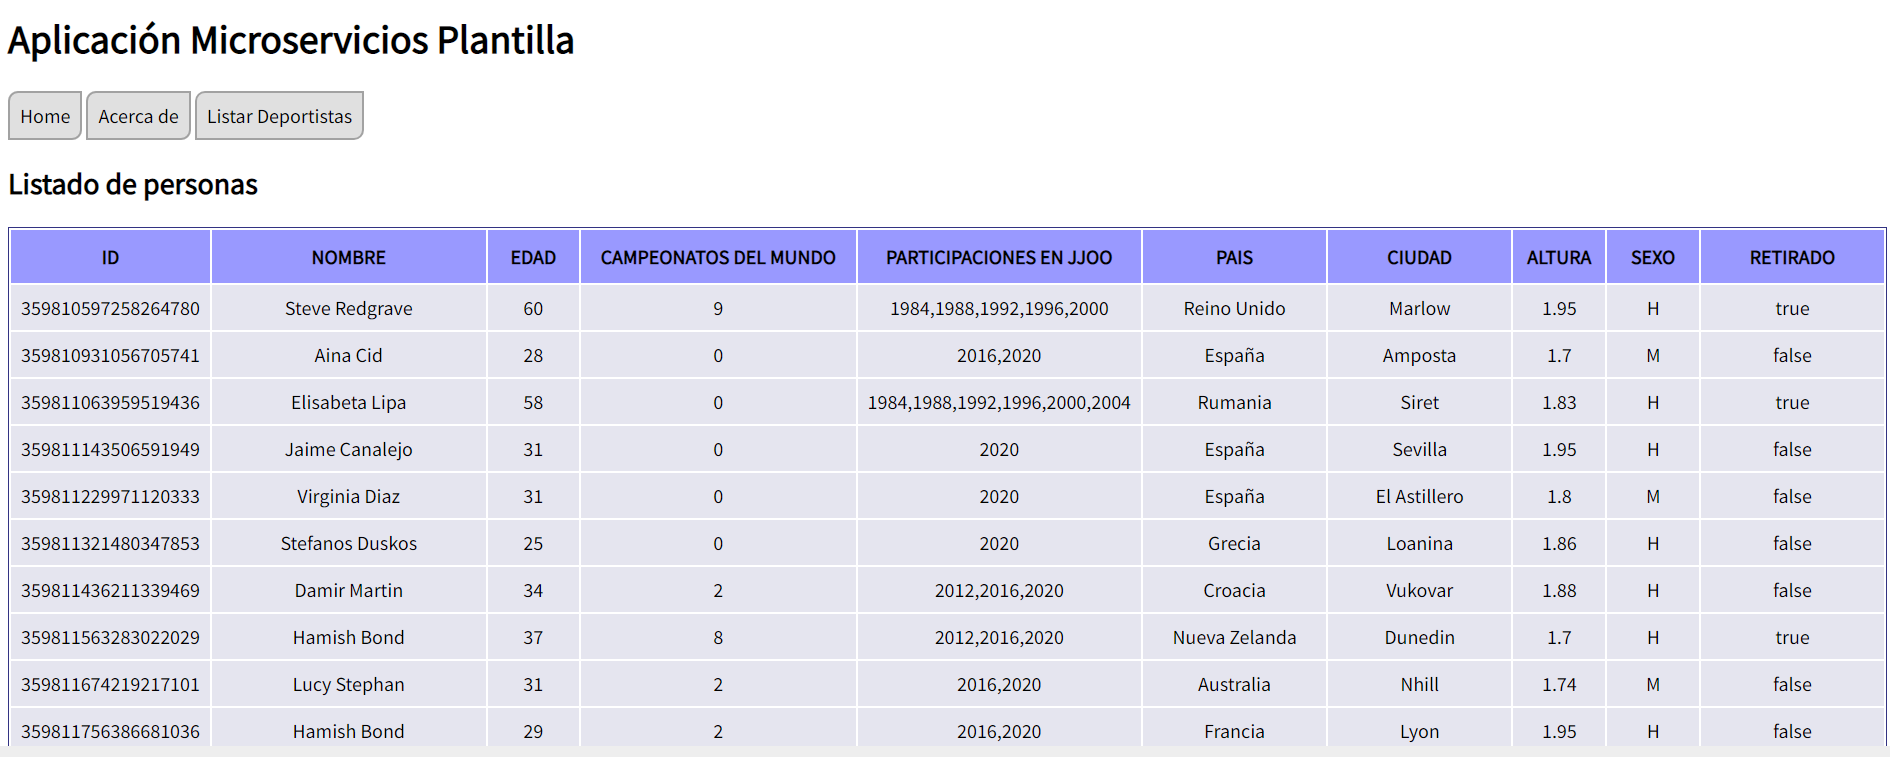 Aplicación Microservicios Plantilla
Home Acerca de Listar Deportistas
Listado de personas
ID NOMBRE EDAD CAMPEONATOS DEL MUNDO PARTICIPACIONES EN JJOO PAIS CIUDAD ALTURA SEXO RETIRADO
359810597258264780 Steve Redgrave 60 9 1984,1988,1992,1996,2000 Reino Unido Marlow 1.95 H true
359810931056705741 Aina Cid 28 0 2016,2020 España Amposta 1.7 M false
359811063959519436 Elisabeta Lipa 58 0 1984,1988,1992,1996,2000,2004 Rumania Siret 1.83 H true
359811143506591949 Jaime Canalejo 31 0 2020 España Sevilla 1.95 H false
359811229971120333 Virginia Diaz 31 0 2020 España El Astillero 1.8 M false
359811321480347853 Stefanos Duskos 25 0 2020 Grecia Loanina 1.86 H false
359811436211339469 Damir Martin 34 2 2012,2016,2020 Croacia Vukovar 1.88 H false
359811563283022029 Hamish Bond 37 8 2012,2016,2020 Nueva Zelanda Dunedin 1.7 H true
359811674219217101 Lucy Stephan 31 2 2016,2020 Australia Nhill 1.74 M false
359811756386681036 Hamish Bond 29 2 2016,2020 Francia Lyon 1.95 H false